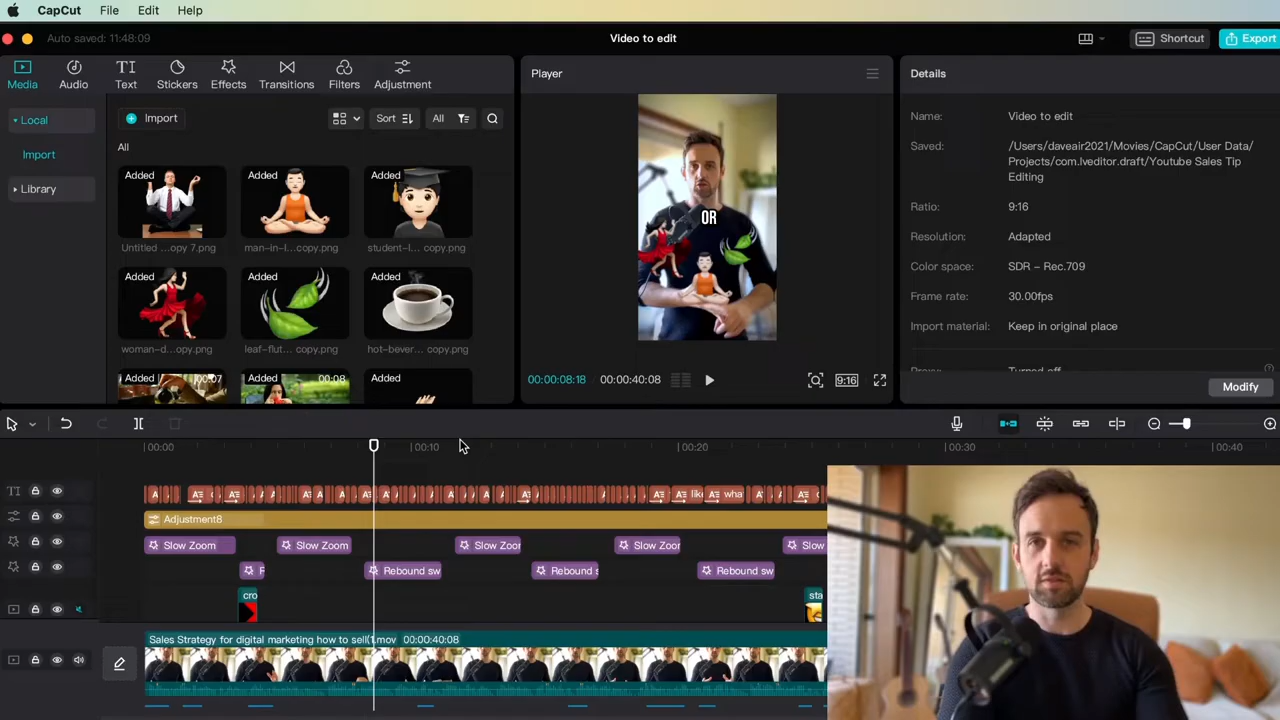 CapCut File Edit Help
Auto saved: 11:48:09 Video to edit Shortcut Export
Media Audio Text Stickers Effects Transitions Filters Adjustment
Local
Import
Library
Import Sort All
All
Added Added Added
Untitled ...opy 7.png man-in-l...copy.png student-l... copy.png
Added Added Added
woman-d...opy.png leaf-flut... copy.png hot-bever... copy.png
Added 00:07 Added 00:08 Added
Player
OR
00:00:08:18 00:00:40:08 9:16
Details
Name: Video to edit
Saved: /Users/daveair2021/Movies/CapCut/User Data/
Projects/com.lveditor.draft/Youtube Sales Tip
Editing
Ratio: 9:16
Resolution: Adapted
Color space: SDR – Rec.709
Frame rate: 30.00fps
Import material: Keep in original place
Modify
00:00 00:10 00:20 00:30 00:40
TI lik wha
Adjustment8
Slow Zoom Slow Zoom Slow Zoor Slow Zoom Slow
Rebound sw Rebound s Rebound sw
cro sta
Sales Strategy for digital marketing how to sell(1.mov 00:00:40:08